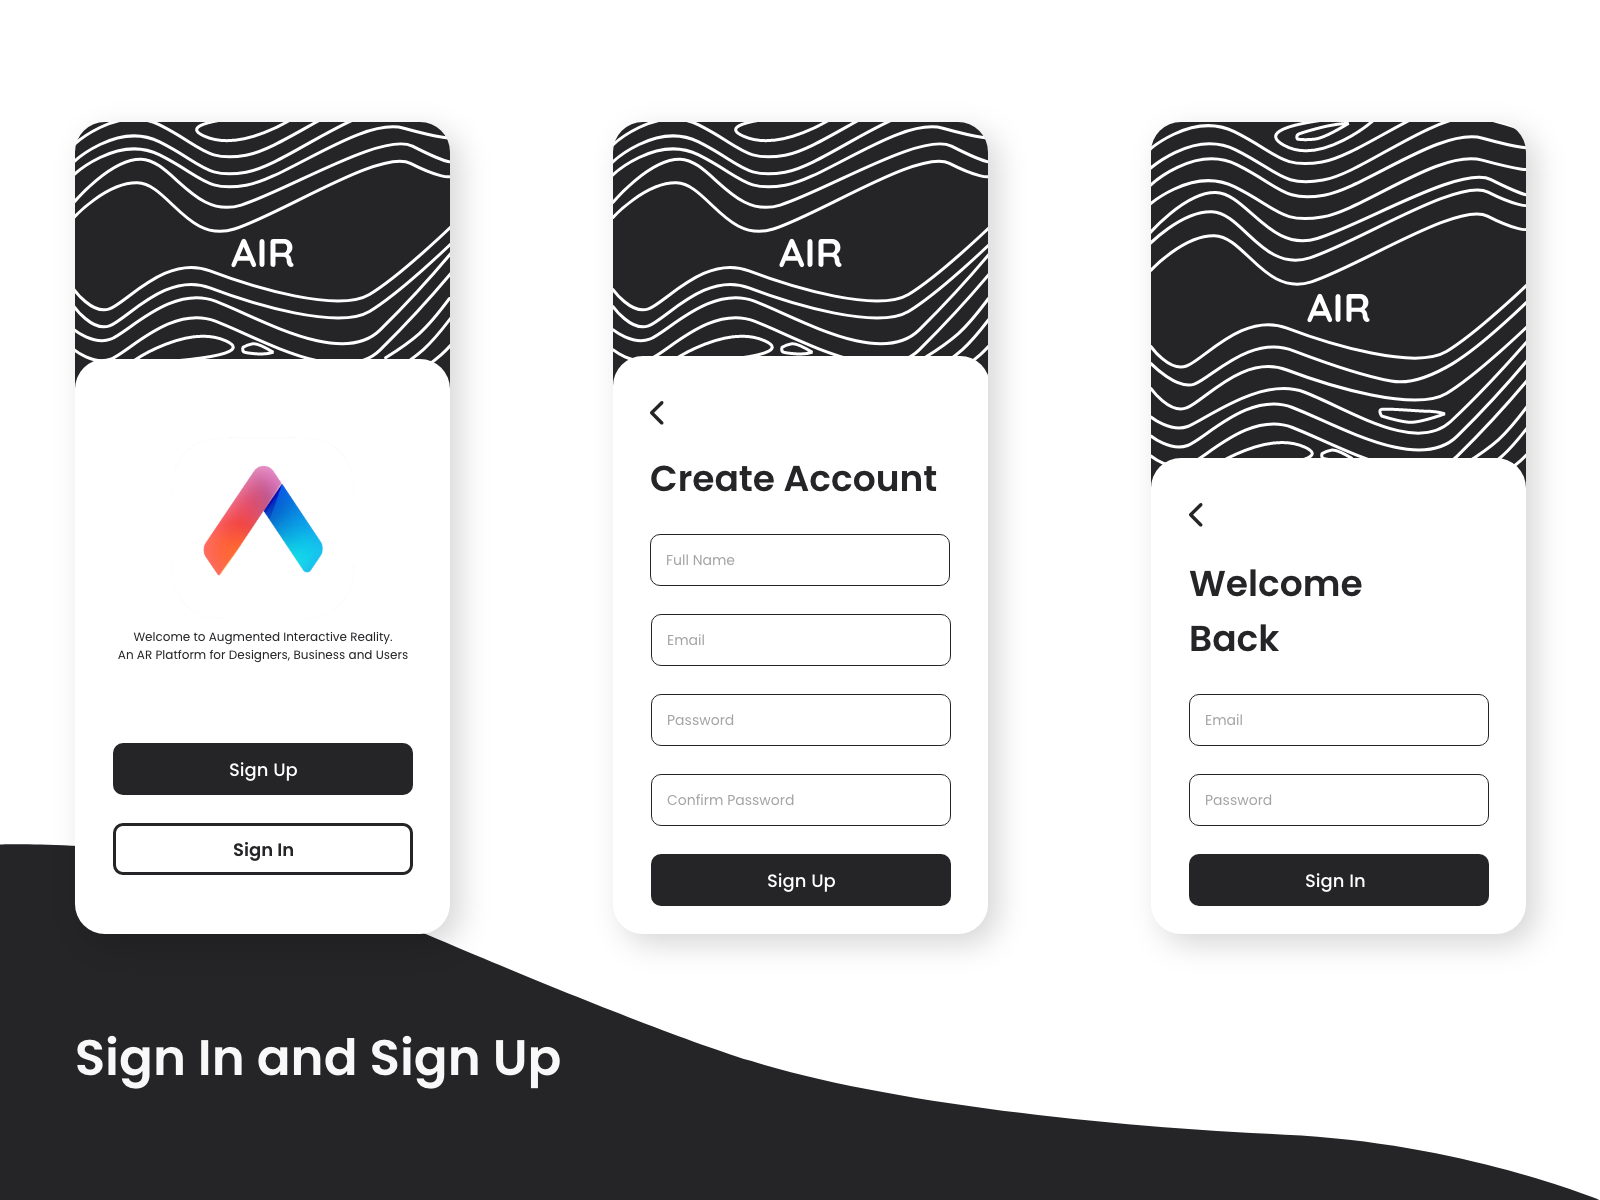 AIR
Welcome to Augmented Interactive Reality.
An AR Platform for Designers, Business and Users
Sign Up
Sign In
AIR
Create Account
Full Name
Email
Password
Confirm Password
Sign Up
AIR
Welcome
Back
Email
Password
Sign In
Sign In and Sign Up